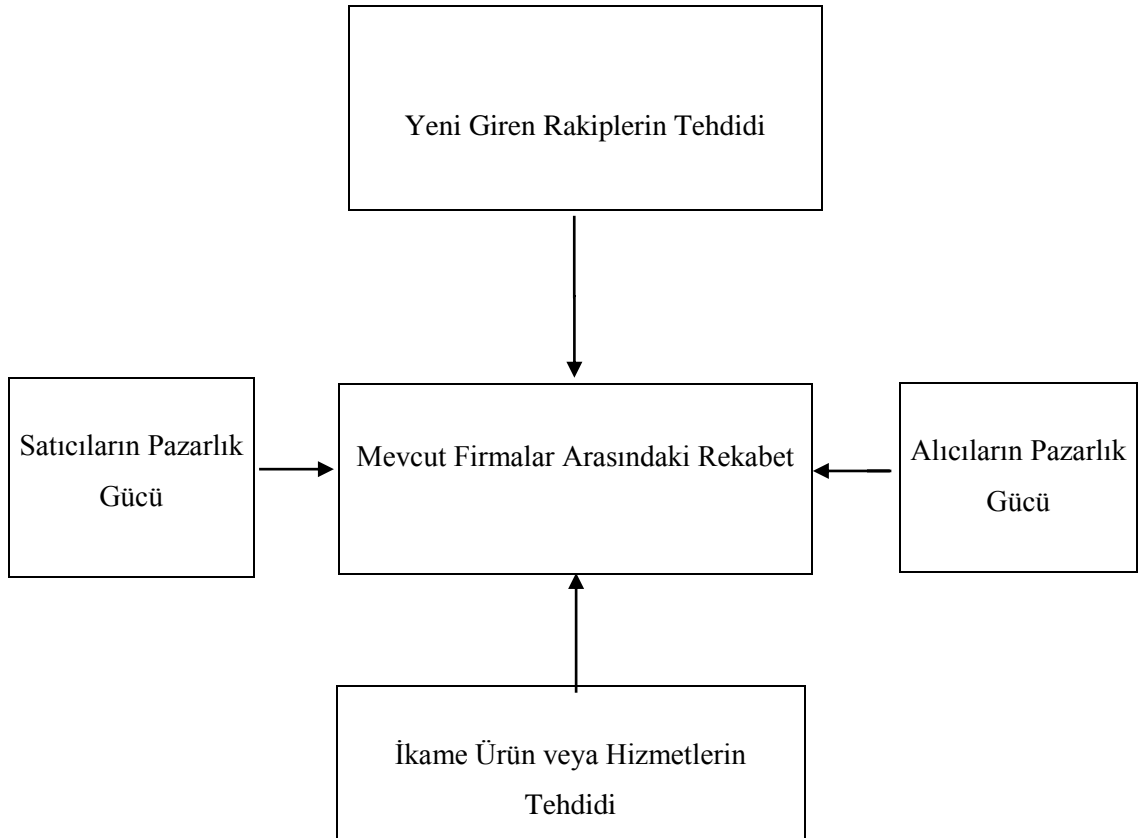 Yeni Giren Rakiplerin Tehdidi
Satıcıların Pazarlık
Gücü
Mevcut Firmalar Arasındaki Rekabet
Alıcıların Pazarlık
Gücü
İkame Ürün veya Hizmetlerin
Tehdidi